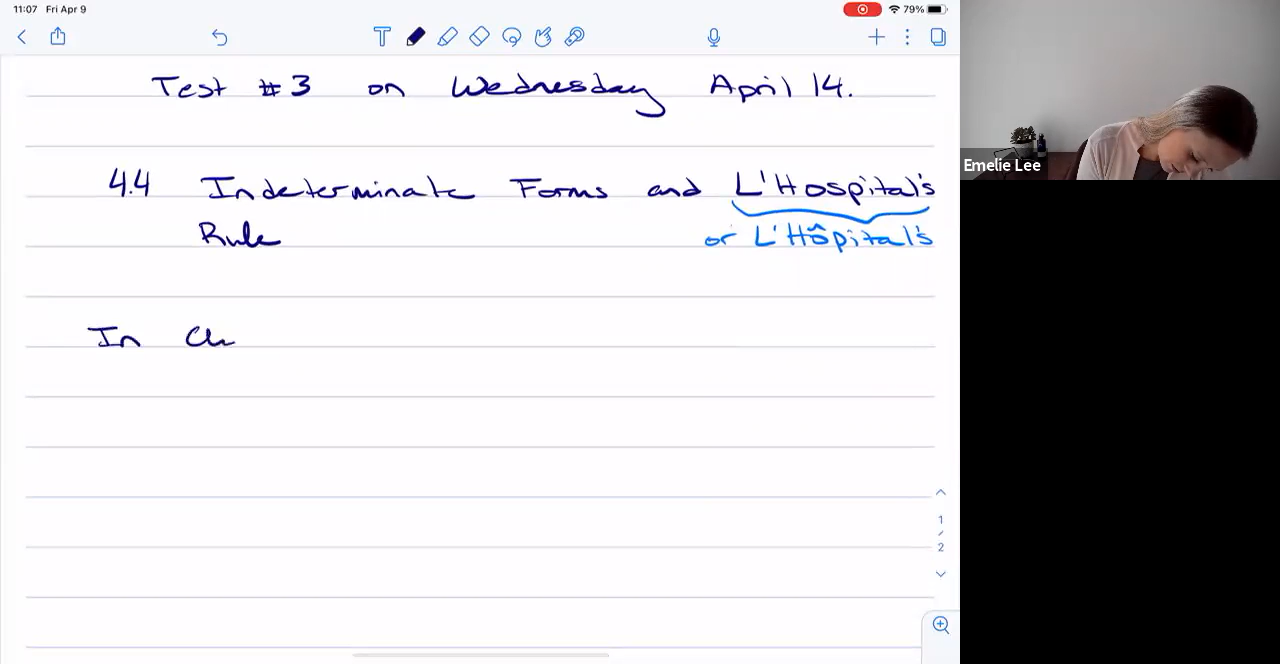 11:07 Fri Apr 9
79%
T
Test #3 on Wednesday April 14.
Emelie Lee
4.4 Indeterminate Forms and L'Hospital's
Rule
or L'Hôpital's
In Ch
1
/
2